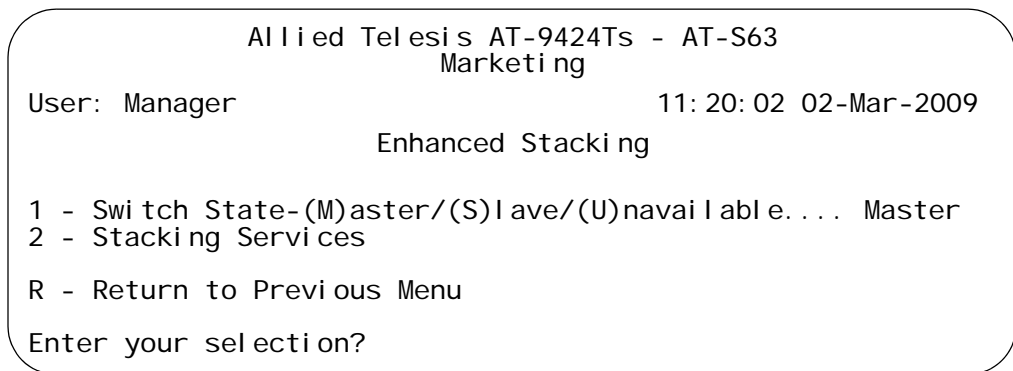 Allied Telesis AT-9424Ts - AT-S63
Marketing
User: Manager 11:20:02 02-Mar-2009
Enhanced Stacking
1 - Switch State-(M)aster/(S)lave/(U)navailable.... Master
2 - Stacking Services
R - Return to Previous Menu
Enter your selection?